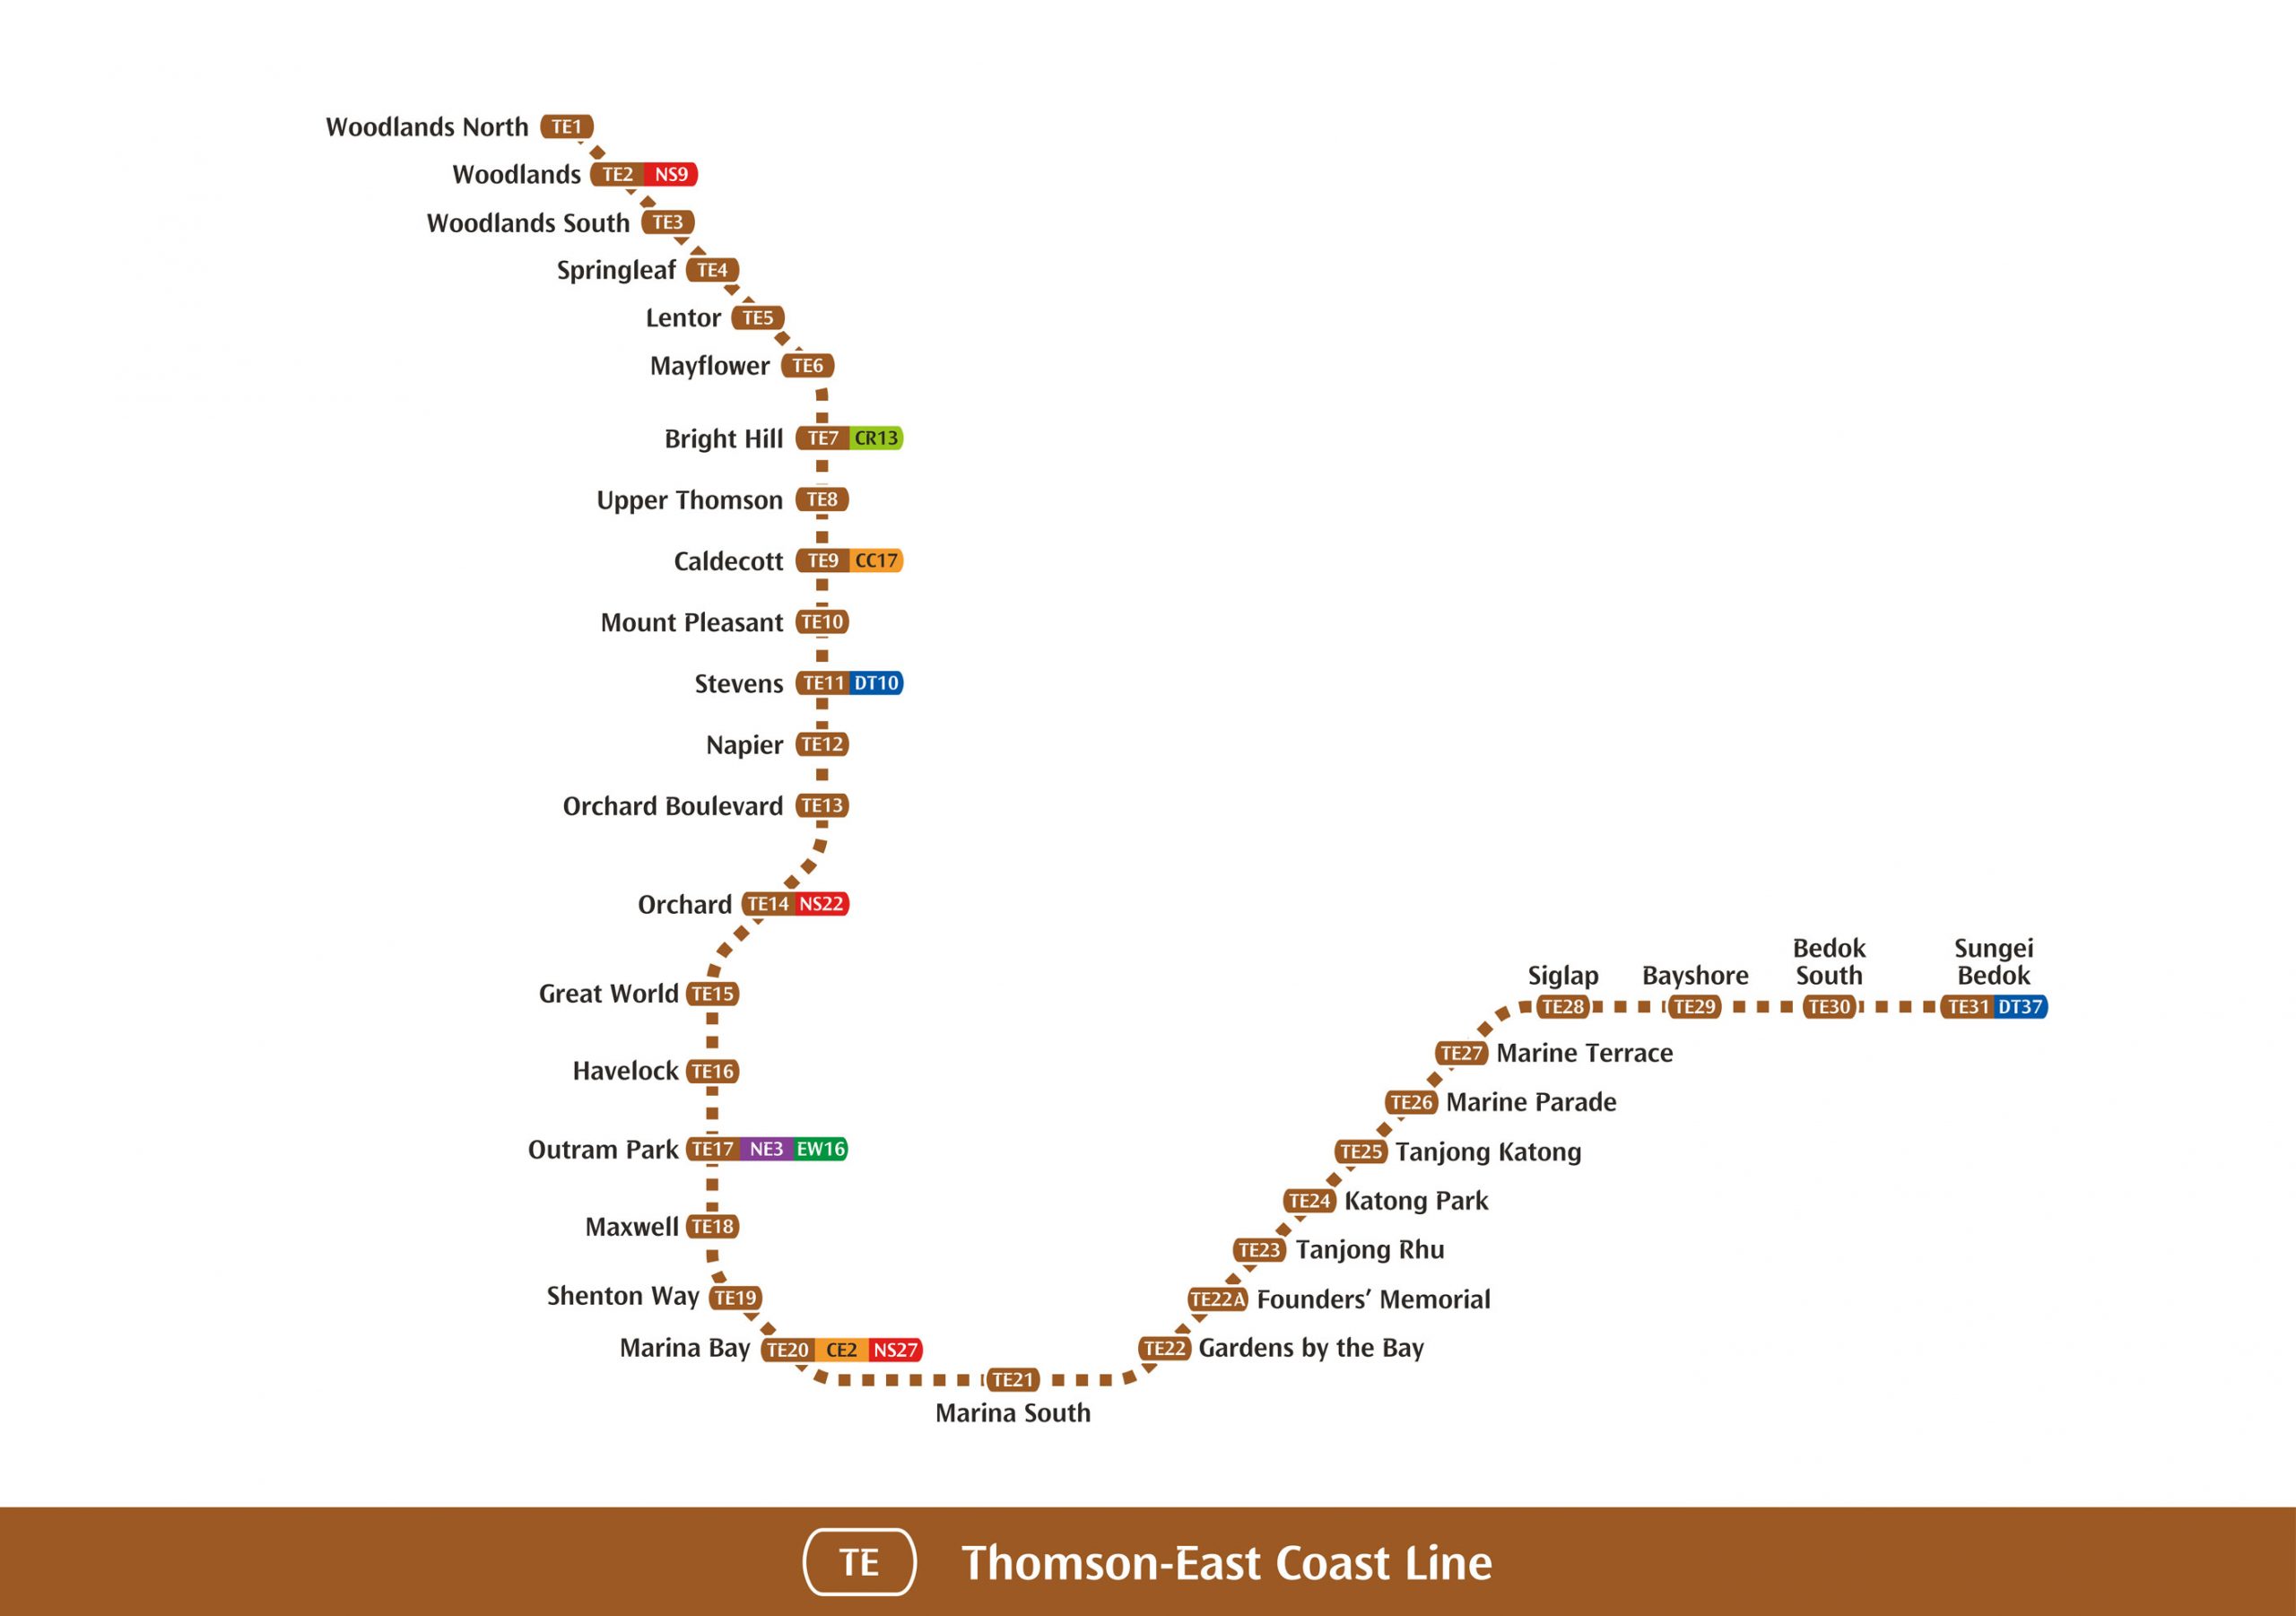 Woodlands North TE1
Woodlands TE2 NS9
Woodlands South TE3
Springleaf TE4
Lentor TE5
Mayflower TE6
Bright Hill TE7 CR13
Upper Thomson TE8
Caldecott TE9 CC17
Mount Pleasant TE10
Stevens TE11 DT10
Napier TE12
Orchard Boulevard TE13
Orchard TE14 NS22
Great World TE15
Havelock TE16
Outram Park TE17 NE3 EW16
Maxwell TE18
Shenton Way TE19
Marina Bay TE20 CE2 NS27
TE21
Marina South
TE22 Gardens by the Bay
TE22A Founders’ Memorial
TE23 Tanjong Rhu
TE24 Katong Park
TE25 Tanjong Katong
TE26 Marine Parade
TE27 Marine Terrace
Siglap
TE28
Bayshore
TE29
Bedok
South
TE30
Sungei
Bedok
TE31 DT37
TE Thomson-East Coast Line